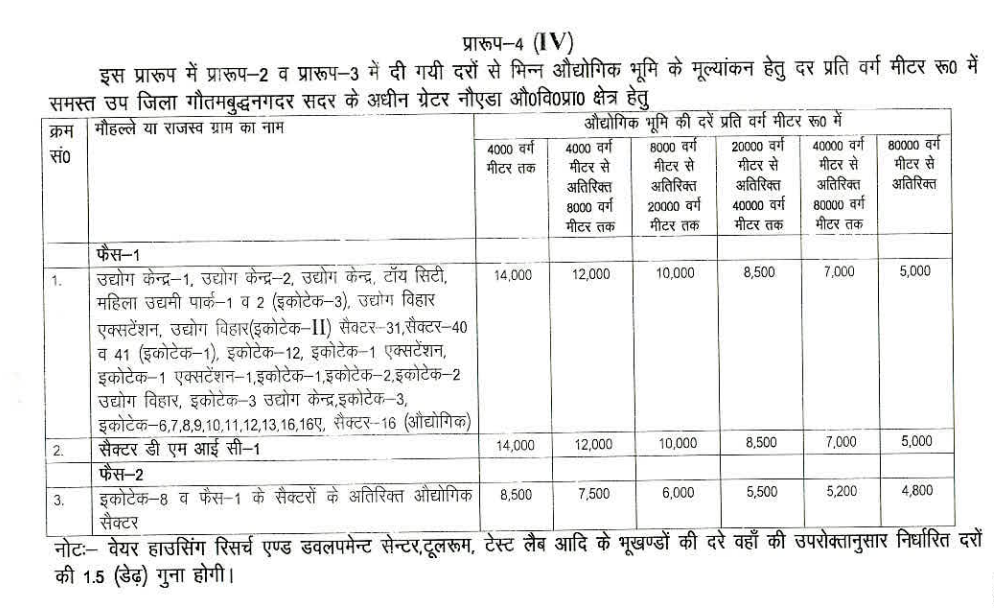 प्रारूप–4 (IV)
इस प्रारूप में प्रारूप–2 व प्रारूप–3 में दी गयी दरों से भिन्न औद्योगिक भूमि के मूल्यांकन हेतु दर प्रति वर्ग मीटर रू0 में
समस्त उप जिला गौतमबुद्धनगदर सदर के अधीन ग्रेटर नौएडा औ0वि0प्रा0 क्षेत्र हेतु
क्रम सं0 | मौहल्ले या राजस्व ग्राम का नाम | औद्योगिक भूमि की दरें प्रति वर्ग मीटर रू0 में
4000 वर्ग | 4000 वर्ग | 8000 वर्ग | 20000 वर्ग | 40000 वर्ग | 80000 वर्ग
मीटर तक | मीटर से | मीटर से | मीटर से | मीटर से | मीटर से
अतिरिक्त | अतिरिक्त | अतिरिक्त | अतिरिक्त | अतिरिक्त
8000 वर्ग | 20000 वर्ग | 40000 वर्ग | 80000 वर्ग
मीटर तक | मीटर तक | मीटर तक | मीटर तक
फैस–1
1. | उद्योग केन्द्र–1, उद्योग केन्द्र–2, उद्योग केन्द्र, टॉय सिटी, | 14,000 | 12,000 | 10,000 | 8,500 | 7,000 | 5,000
महिला उद्यमी पार्क–1 व 2 (इकोटेक–3), उद्योग विहार
एक्सटेंशन, उद्योग विहार(इकोटेक–II) सैक्टर–31,सैक्टर–40
व 41 (इकोटेक–1), इकोटेक–12, इकोटेक–1 एक्सटेंशन,
इकोटेक–1 एक्सटेंशन–1,इकोटेक–1,इकोटेक–2,इकोटेक–2
उद्योग विहार, इकोटेक–3 उद्योग केन्द्र,इकोटेक–3,
इकोटेक–6,7,8,9,10,11,12,13,16,16ए, सैक्टर–16 (औद्योगिक)
2. | सैक्टर डी एम आई सी–1 | 14,000 | 12,000 | 10,000 | 8,500 | 7,000 | 5,000
फैस–2
3. | इकोटेक–8 व फैस–1 के सैक्टरों के अतिरिक्त औद्योगिक | 8,500 | 7,500 | 6,000 | 5,500 | 5,200 | 4,800
सैक्टर
नोटः– वेयर हाउसिंग रिसर्च एण्ड डवलपमेन्ट सेन्टर,टूलरूम, टेस्ट लैब आदि के भूखण्डों की दरे वहाँ की उपरोक्तानुसार निर्धारित दरों
की 1.5 (डेढ़) गुना होगी।